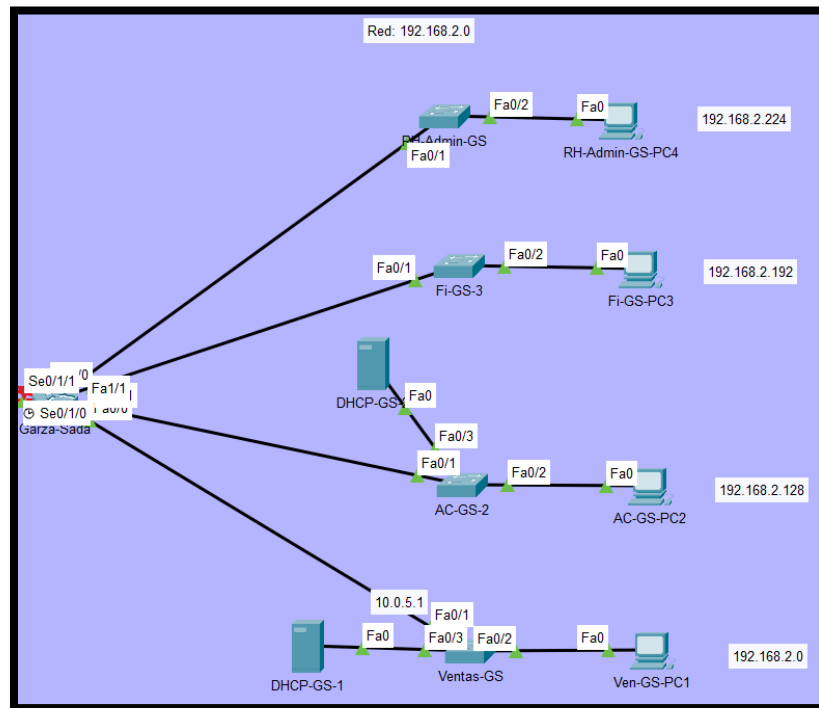 Red: 192.168.2.0
Fa0/2
Fa0
192.168.2.224
RH-Admin-GS
Fa0/1
RH-Admin-GS-PC4
Fa0/1
Fa0/2
Fa0
192.168.2.192
Fi-GS-3
Fi-GS-PC3
Se0/1/1
Fa1/1
Se0/1/0
Fa0/0
Garza-Sada
Fa0
Fa0/3
Fa0/1
Fa0/2
Fa0
192.168.2.128
AC-GS-2
AC-GS-PC2
10.0.5.1
Fa0/1
Fa0
Fa0/3
Fa0/2
Fa0
192.168.2.0
DHCP-GS-1
Ventas-GS
Ven-GS-PC1